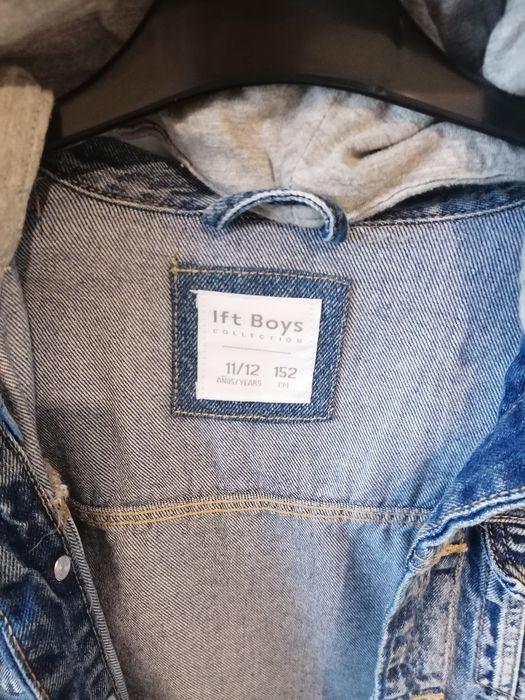 lft Boys
COLLECTION
11/12 152
AÑOS/YEARS CM